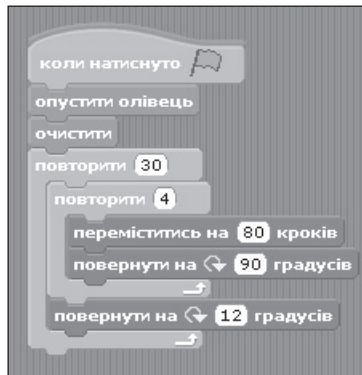 коли натиснуто
опустити олівець
очистити
повторити 30
повторити 4
переміститись на 80 кроків
повернути на 90 градусів
повернути на 12 градусів